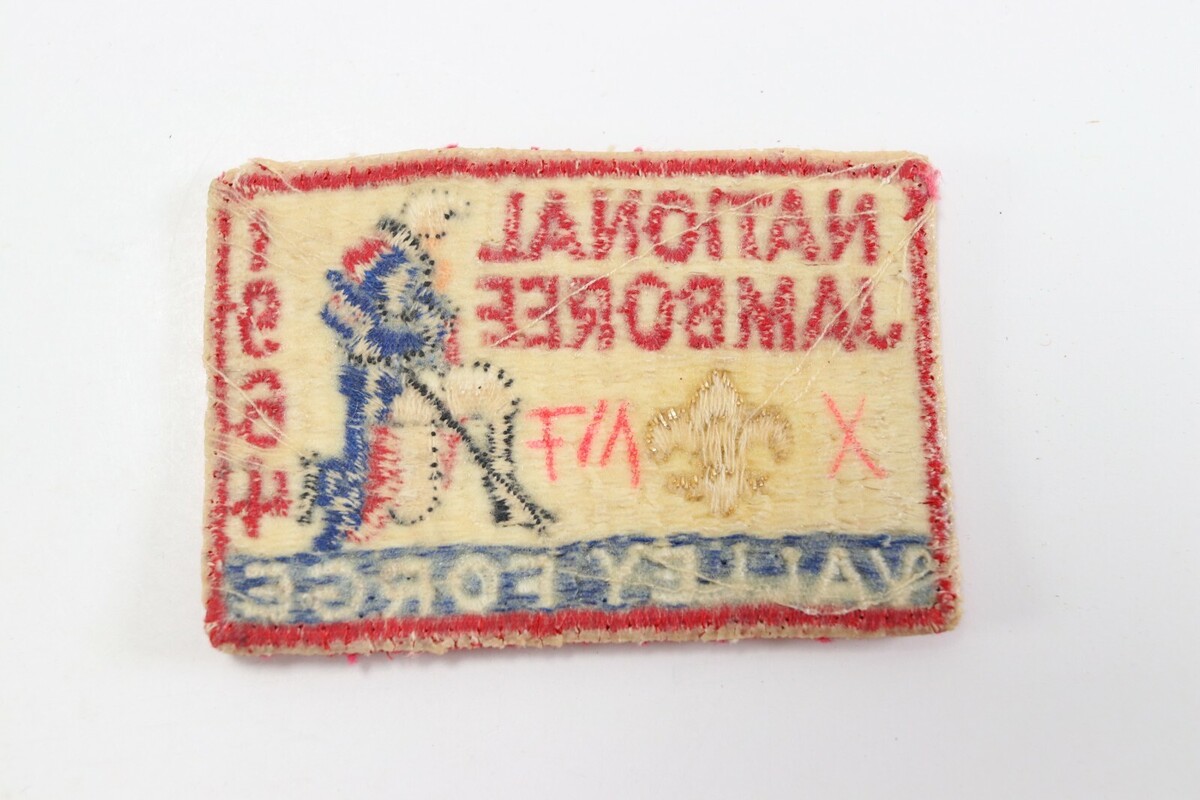 NATIONAL
JAMBOREE
1964
X
VALLEY FORGE